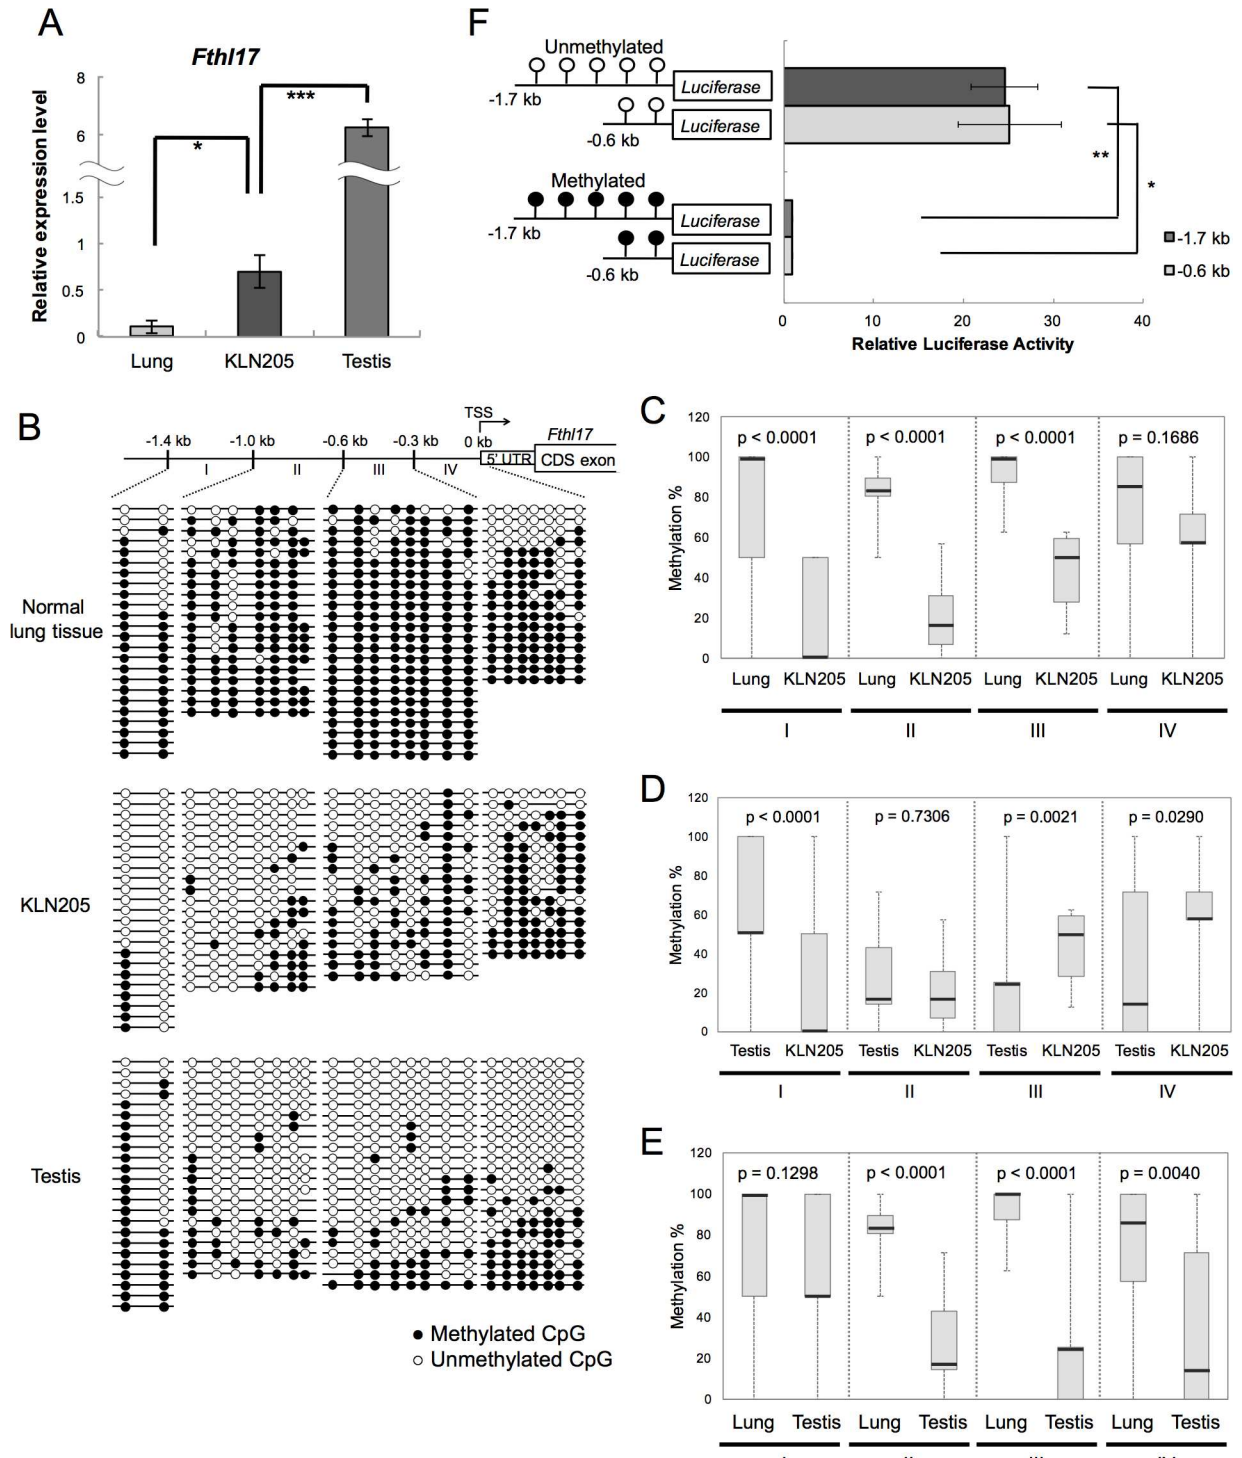 A
Fthl17
Relative expression level
8
6
1.5
1
0.5
0
*
***
Lung KLN205 Testis
F
Unmethylated
-1.7 kb
Luciferase
-0.6 kb
Luciferase
Methylated
-1.7 kb
Luciferase
-0.6 kb
Luciferase
**
*
-1.7 kb
-0.6 kb
0 10 20 30 40
Relative Luciferase Activity
B
TSS
-1.4 kb -1.0 kb -0.6 kb -0.3 kb 0 kb
Fthl17
I II III IV
5' UTR CDS exon
Normal
lung tissue
KLN205
Testis
Methylated CpG
Unmethylated CpG
C
Methylation %
120
100
80
60
40
20
0
p < 0.0001 p < 0.0001 p < 0.0001 p = 0.1686
Lung KLN205 Lung KLN205 Lung KLN205 Lung KLN205
I II III IV
D
Methylation %
120
100
80
60
40
20
0
p < 0.0001 p = 0.7306 p = 0.0021 p = 0.0290
Testis KLN205 Testis KLN205 Testis KLN205 Testis KLN205
I II III IV
E
Methylation %
120
100
80
60
40
20
0
p = 0.1298 p < 0.0001 p < 0.0001 p = 0.0040
Lung Testis Lung Testis Lung Testis Lung Testis